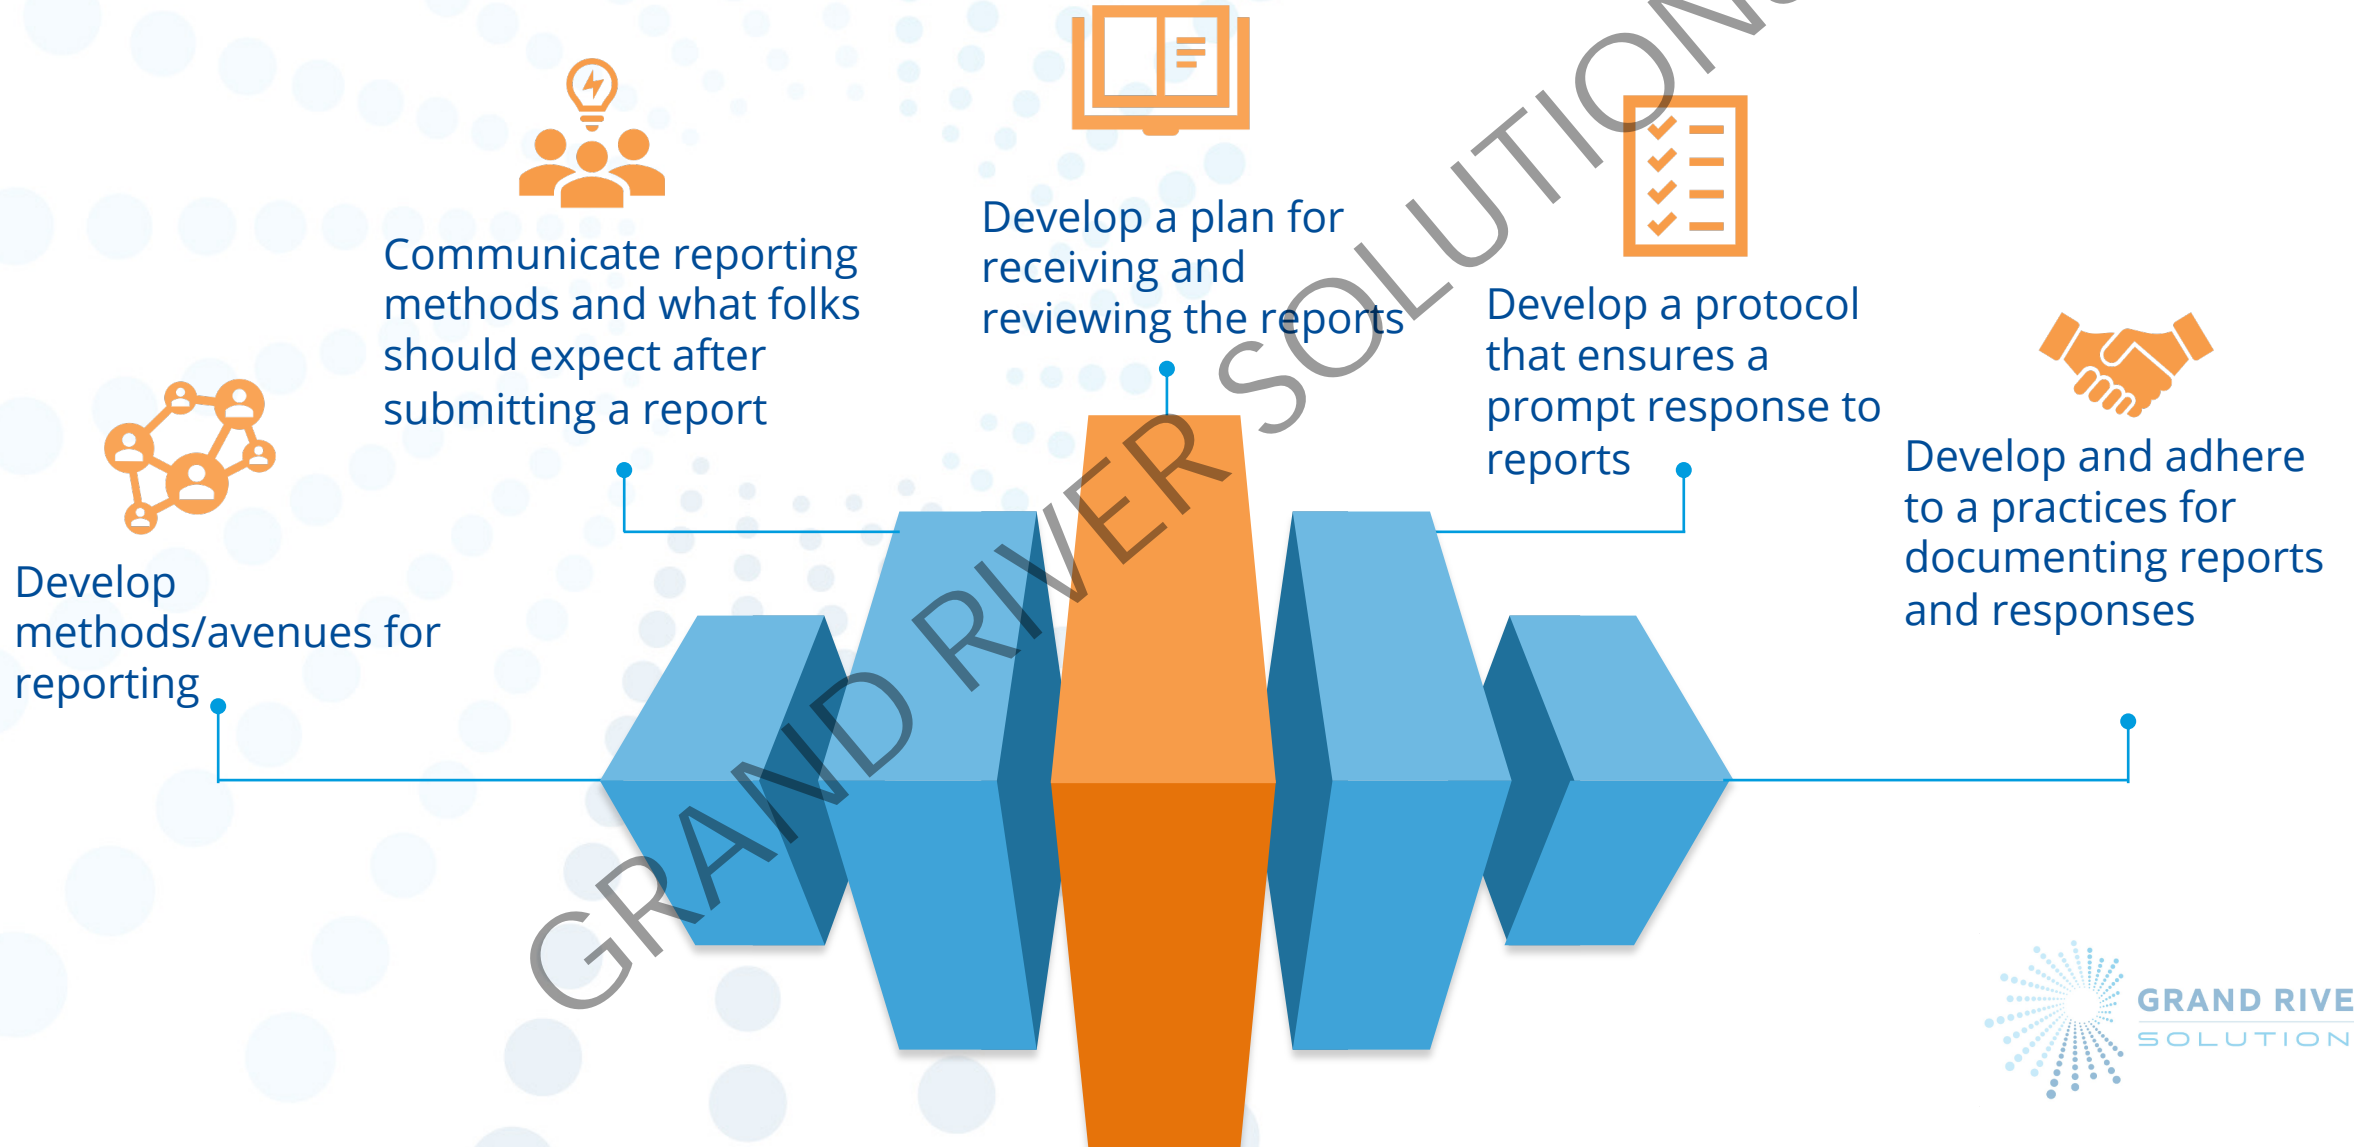 Develop
methods/avenues for
reporting
Communicate reporting
methods and what folks
should expect after
submitting a report
Develop a plan for
receiving and
reviewing the reports
Develop a protocol
that ensures a
prompt response to
reports
Develop and adhere
to a practices for
documenting reports
and responses
GRAND RIVER SOLUTIONS
GRAND RIVE
SOLUTION